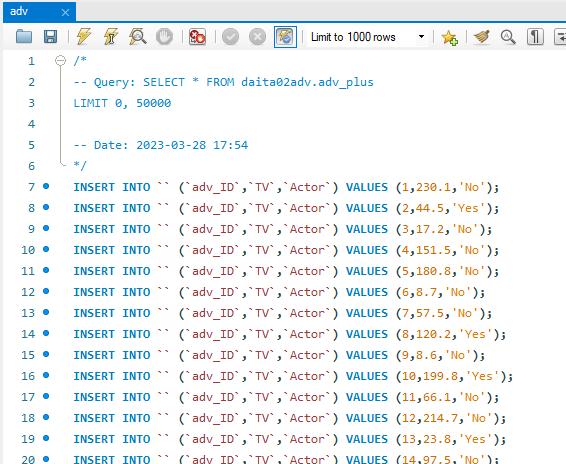 adv
Limit to 1000 rows
1 /*
2 -- Query: SELECT * FROM daita02adv.adv_plus
3 LIMIT 0, 50000
4
5 -- Date: 2023-03-28 17:54
6 */
7 INSERT INTO `` (`adv_ID`,`TV`,`Actor`) VALUES (1,230.1,'No');
8 INSERT INTO `` (`adv_ID`,`TV`,`Actor`) VALUES (2,44.5,'Yes');
9 INSERT INTO `` (`adv_ID`,`TV`,`Actor`) VALUES (3,17.2,'No');
10 INSERT INTO `` (`adv_ID`,`TV`,`Actor`) VALUES (4,151.5,'No');
11 INSERT INTO `` (`adv_ID`,`TV`,`Actor`) VALUES (5,180.8,'No');
12 INSERT INTO `` (`adv_ID`,`TV`,`Actor`) VALUES (6,8.7,'No');
13 INSERT INTO `` (`adv_ID`,`TV`,`Actor`) VALUES (7,57.5,'No');
14 INSERT INTO `` (`adv_ID`,`TV`,`Actor`) VALUES (8,120.2,'Yes');
15 INSERT INTO `` (`adv_ID`,`TV`,`Actor`) VALUES (9,8.6,'No');
16 INSERT INTO `` (`adv_ID`,`TV`,`Actor`) VALUES (10,199.8,'Yes');
17 INSERT INTO `` (`adv_ID`,`TV`,`Actor`) VALUES (11,66.1,'No');
18 INSERT INTO `` (`adv_ID`,`TV`,`Actor`) VALUES (12,214.7,'No');
19 INSERT INTO `` (`adv_ID`,`TV`,`Actor`) VALUES (13,23.8,'Yes');
20 INSERT INTO `` (`adv_ID`,`TV`,`Actor`) VALUES (14,97.5,'No');